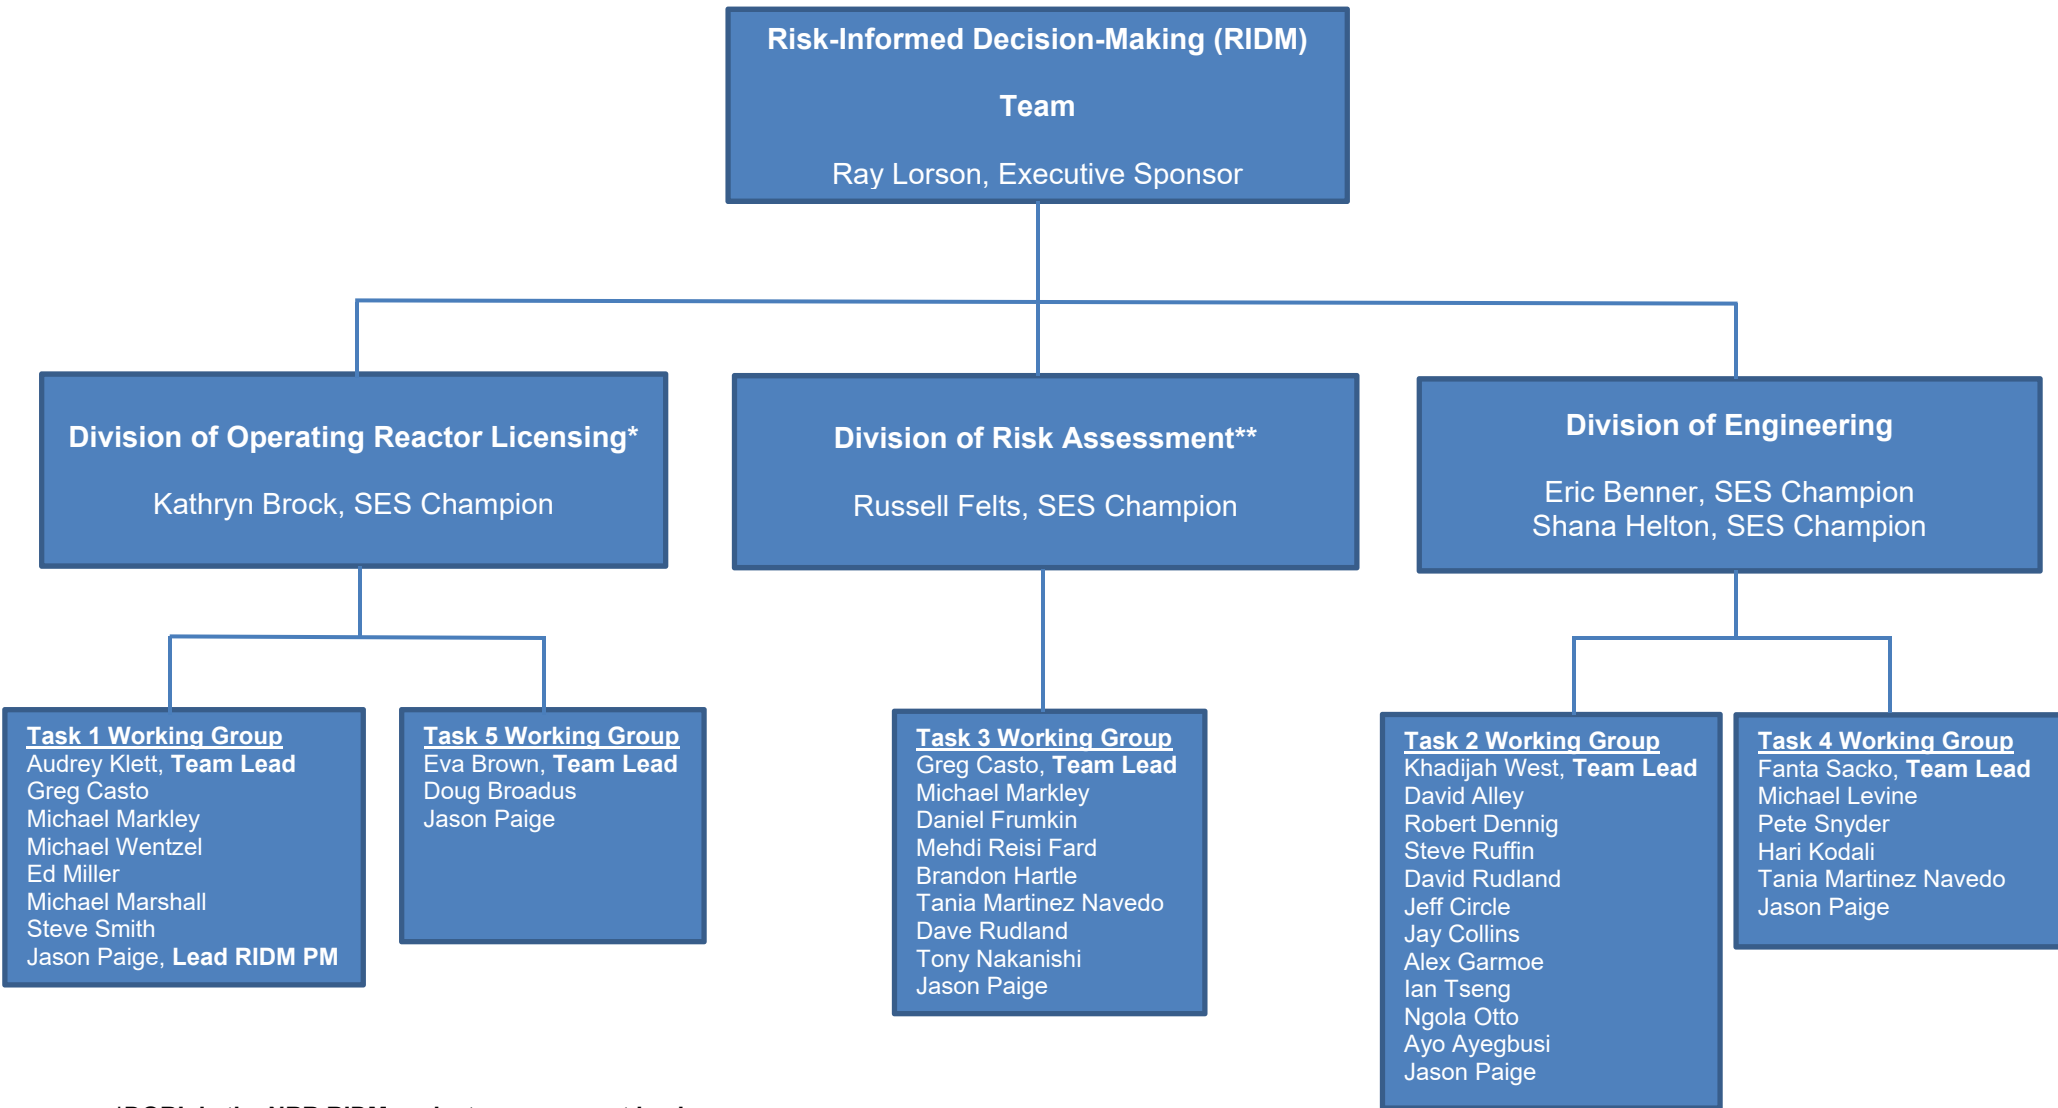 Risk-Informed Decision-Making (RIDM)
Team
Ray Lorson, Executive Sponsor
Division of Operating Reactor Licensing*
Kathryn Brock, SES Champion
Division of Risk Assessment**
Russell Felts, SES Champion
Division of Engineering
Eric Benner, SES Champion
Shana Helton, SES Champion
Task 1 Working Group
Audrey Klett, Team Lead
Greg Casto
Michael Markley
Michael Wentzel
Ed Miller
Michael Marshall
Steve Smith
Jason Paige, Lead RIDM PM
Task 5 Working Group
Eva Brown, Team Lead
Doug Broadus
Jason Paige
Task 3 Working Group
Greg Casto, Team Lead
Michael Markley
Daniel Frumkin
Mehdi Reisi Fard
Brandon Hartle
Tania Martinez Navedo
Dave Rudland
Tony Nakanishi
Jason Paige
Task 2 Working Group
Khadijah West, Team Lead
David Alley
Robert Dennig
Steve Ruffin
David Rudland
Jeff Circle
Jay Collins
Alex Garmoe
Ian Tseng
Ngola Otto
Ayo Ayegbusi
Jason Paige
Task 4 Working Group
Fanta Sacko, Team Lead
Michael Levine
Pete Snyder
Hari Kodali
Tania Martinez Navedo
Jason Paige